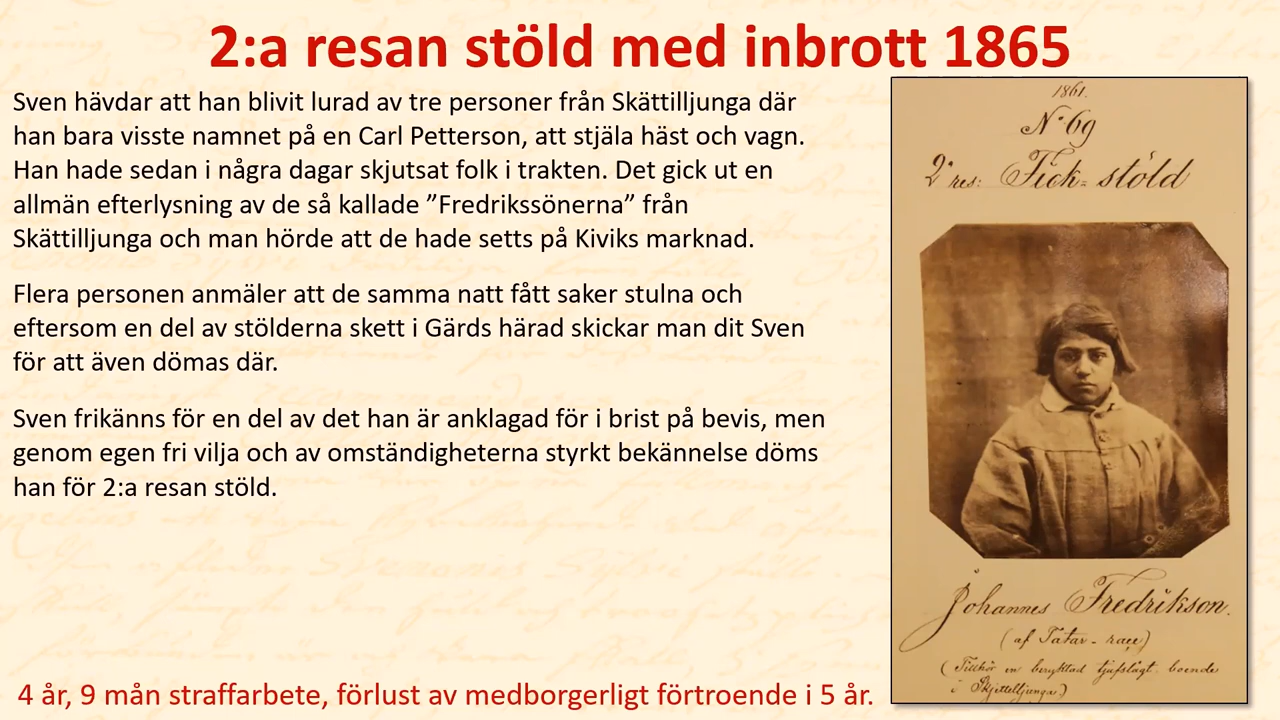 2:a resan stöld med inbrott 1865
Sven hävdar att han blivit lurad av tre personer från Skättilljunga där
han bara visste namnet på en Carl Petterson, att stjäla häst och vagn.
Han hade sedan i några dagar skjutsat folk i trakten. Det gick ut en
allmän efterlysning av de så kallade ”Fredrikssönerna” från
Skättilljunga och man hörde att de hade setts på Kiviks marknad.
Flera personen anmäler att de samma natt fått saker stulna och
eftersom en del av stölderna skett i Gärds härad skickar man dit Sven
för att även dömas där.
Sven frikänns för en del av det han är anklagad för i brist på bevis, men
genom egen fri vilja och av omständigheterna styrkt bekännelse döms
han för 2:a resan stöld.
4 år, 9 mån straffarbete, förlust av medborgerligt förtroende i 5 år.
1861.
No 69
2a res: Fick-stöld
Johannes Fredrikson.
(af Tatar-race)
(Tillhör en beryktad tjufslägt boende
i Skjettelljunga)